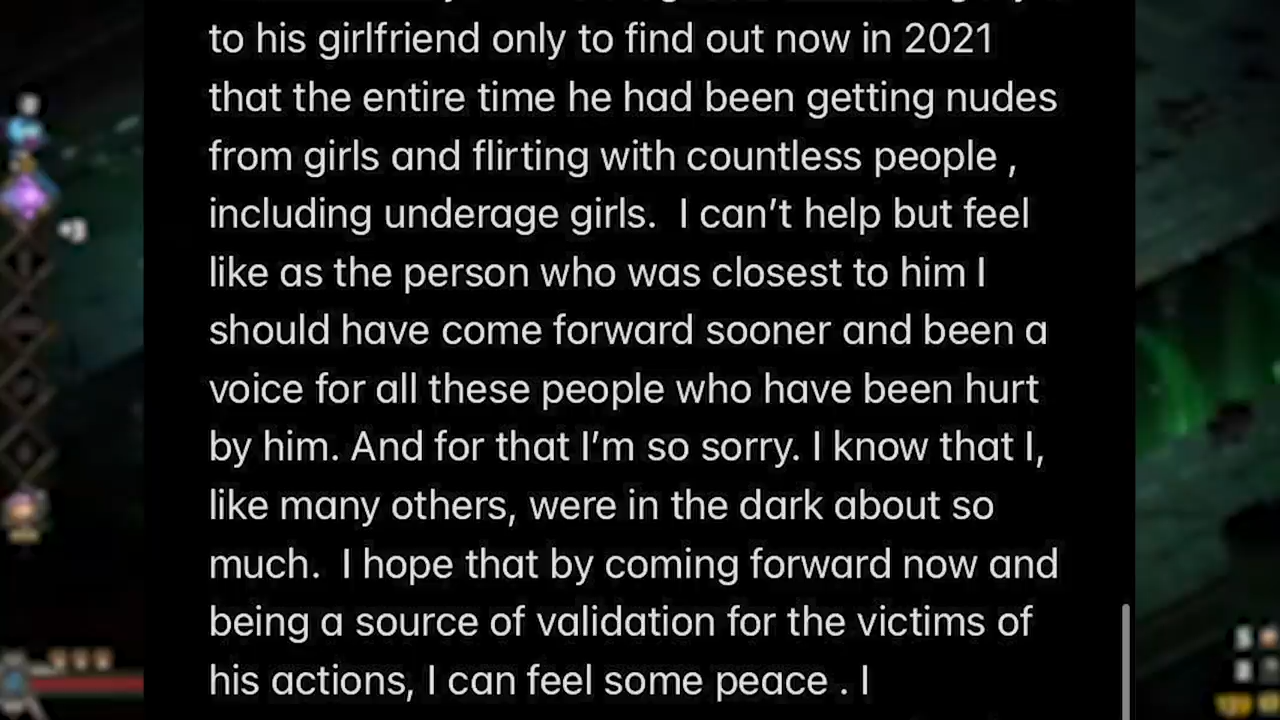 to his girlfriend only to find out now in 2021
that the entire time he had been getting nudes
from girls and flirting with countless people ,
including underage girls.  I can’t help but feel
like as the person who was closest to him I
should have come forward sooner and been a
voice for all these people who have been hurt
by him. And for that I’m so sorry. I know that I,
like many others, were in the dark about so
much.  I hope that by coming forward now and
being a source of validation for the victims of
his actions, I can feel some peace . I